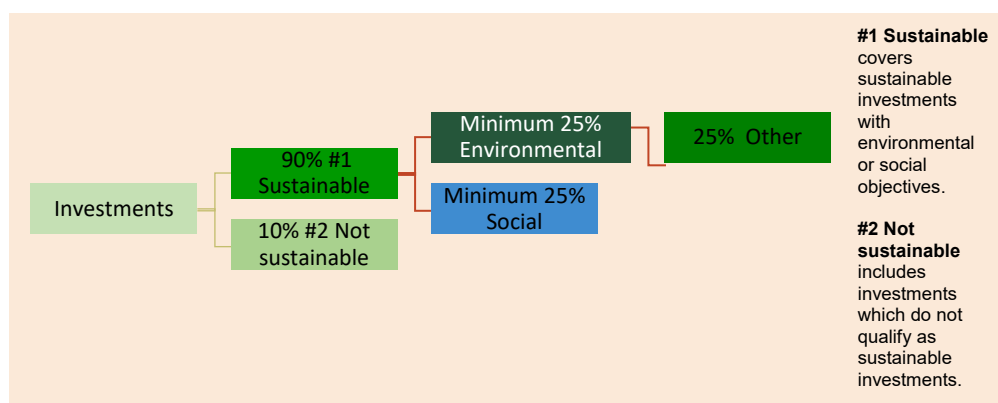 Investments
90% #1
Sustainable
10% #2 Not
sustainable
Minimum 25%
Environmental
Minimum 25%
Social
25%  Other
#1 Sustainable
covers
sustainable
investments
with
environmental
or social
objectives.
#2 Not
sustainable
includes
investments
which do not
qualify as
sustainable
investments.